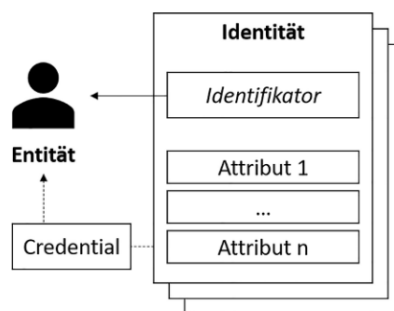 Identität
Identifikator
Entität
Attribut 1
...
Credential
Attribut n